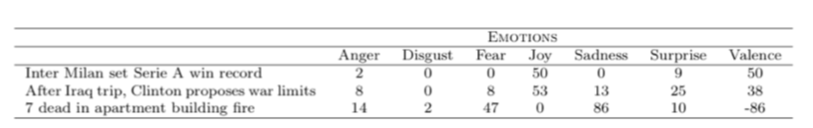 EMOTIONS
Anger Disgust Fear Joy Sadness Surprise Valence
Inter Milan set Serie A win record 2 0 0 50 0 9 50
After Iraq trip, Clinton proposes war limits 8 0 8 53 13 25 38
7 dead in apartment building fire 14 2 47 0 86 10 -86